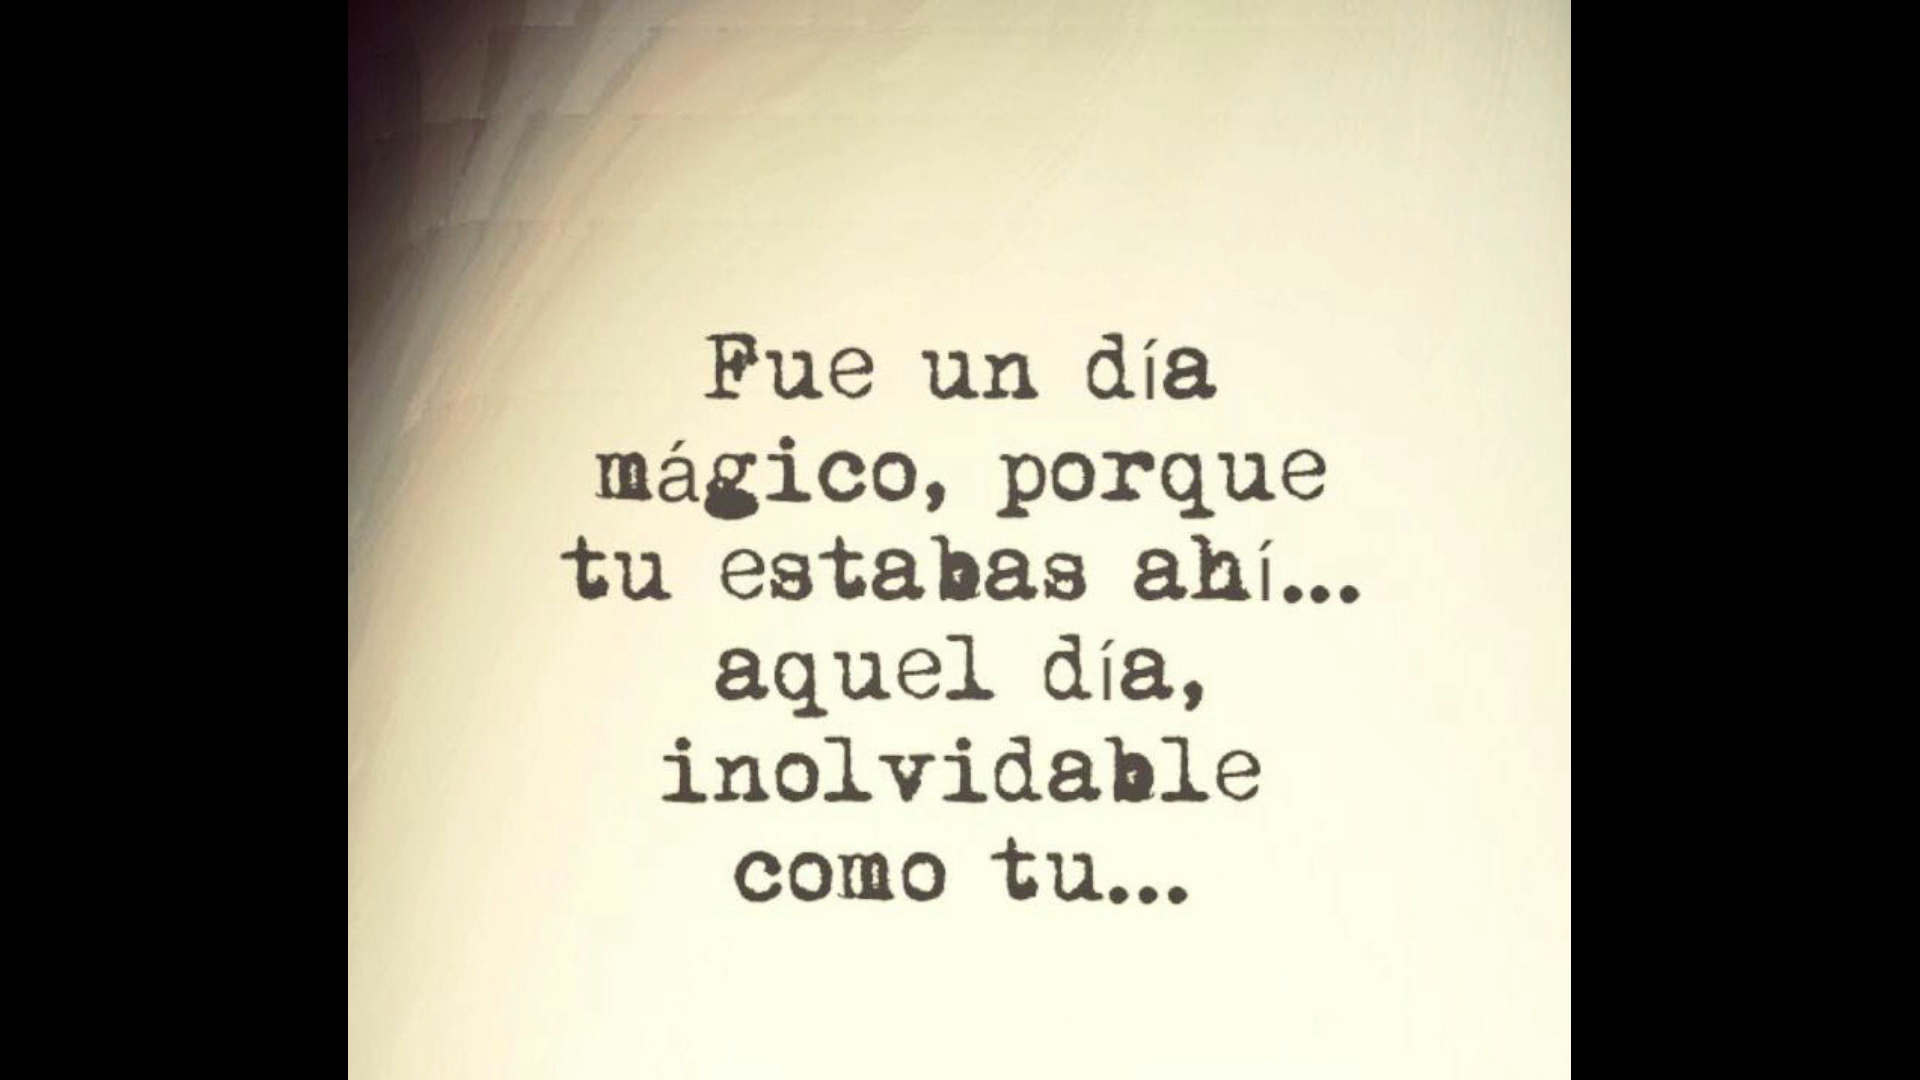 Fue un día
mágico, porque
tu estabas ahí...
aquel día,
inolvidable
como tu...